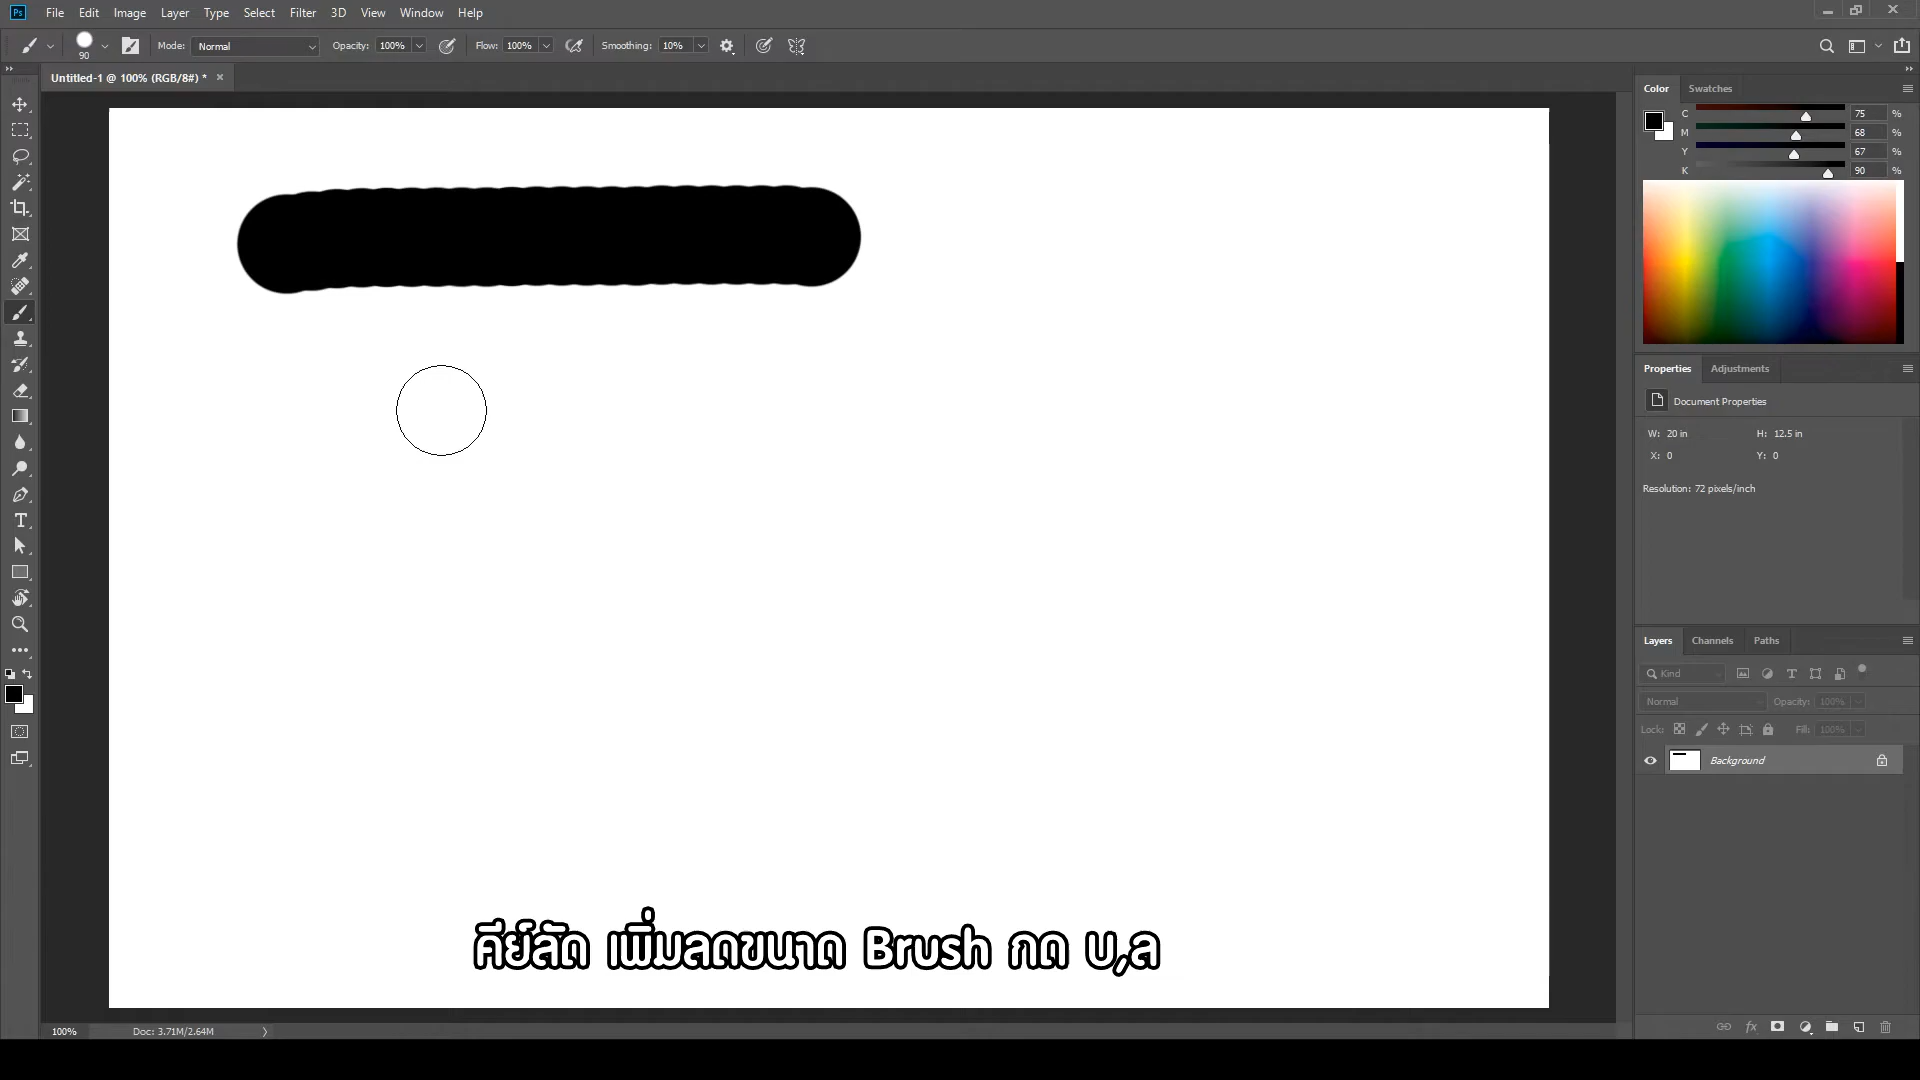 Ps File Edit Image Layer Type Select Filter 3D View Window Help
90 Mode: Normal Opacity: 100% Flow: 100% Smoothing: 10%
Untitled-1 @ 100% (RGB/8#) * ×
Color Swatches
C 75 %
M 68 %
Y 67 %
K 90 %
Properties Adjustments
Document Properties
W: 20 in H: 12.5 in
X: 0 Y: 0
Resolution: 72 pixels/inch
Layers Channels Paths
Kind
Normal Opacity: 100%
Lock: Fill: 100%
Background
คีย์ลัด เพิ่มลดขนาด Brush กด บ,ล
100% Doc: 3.71M/2.64M